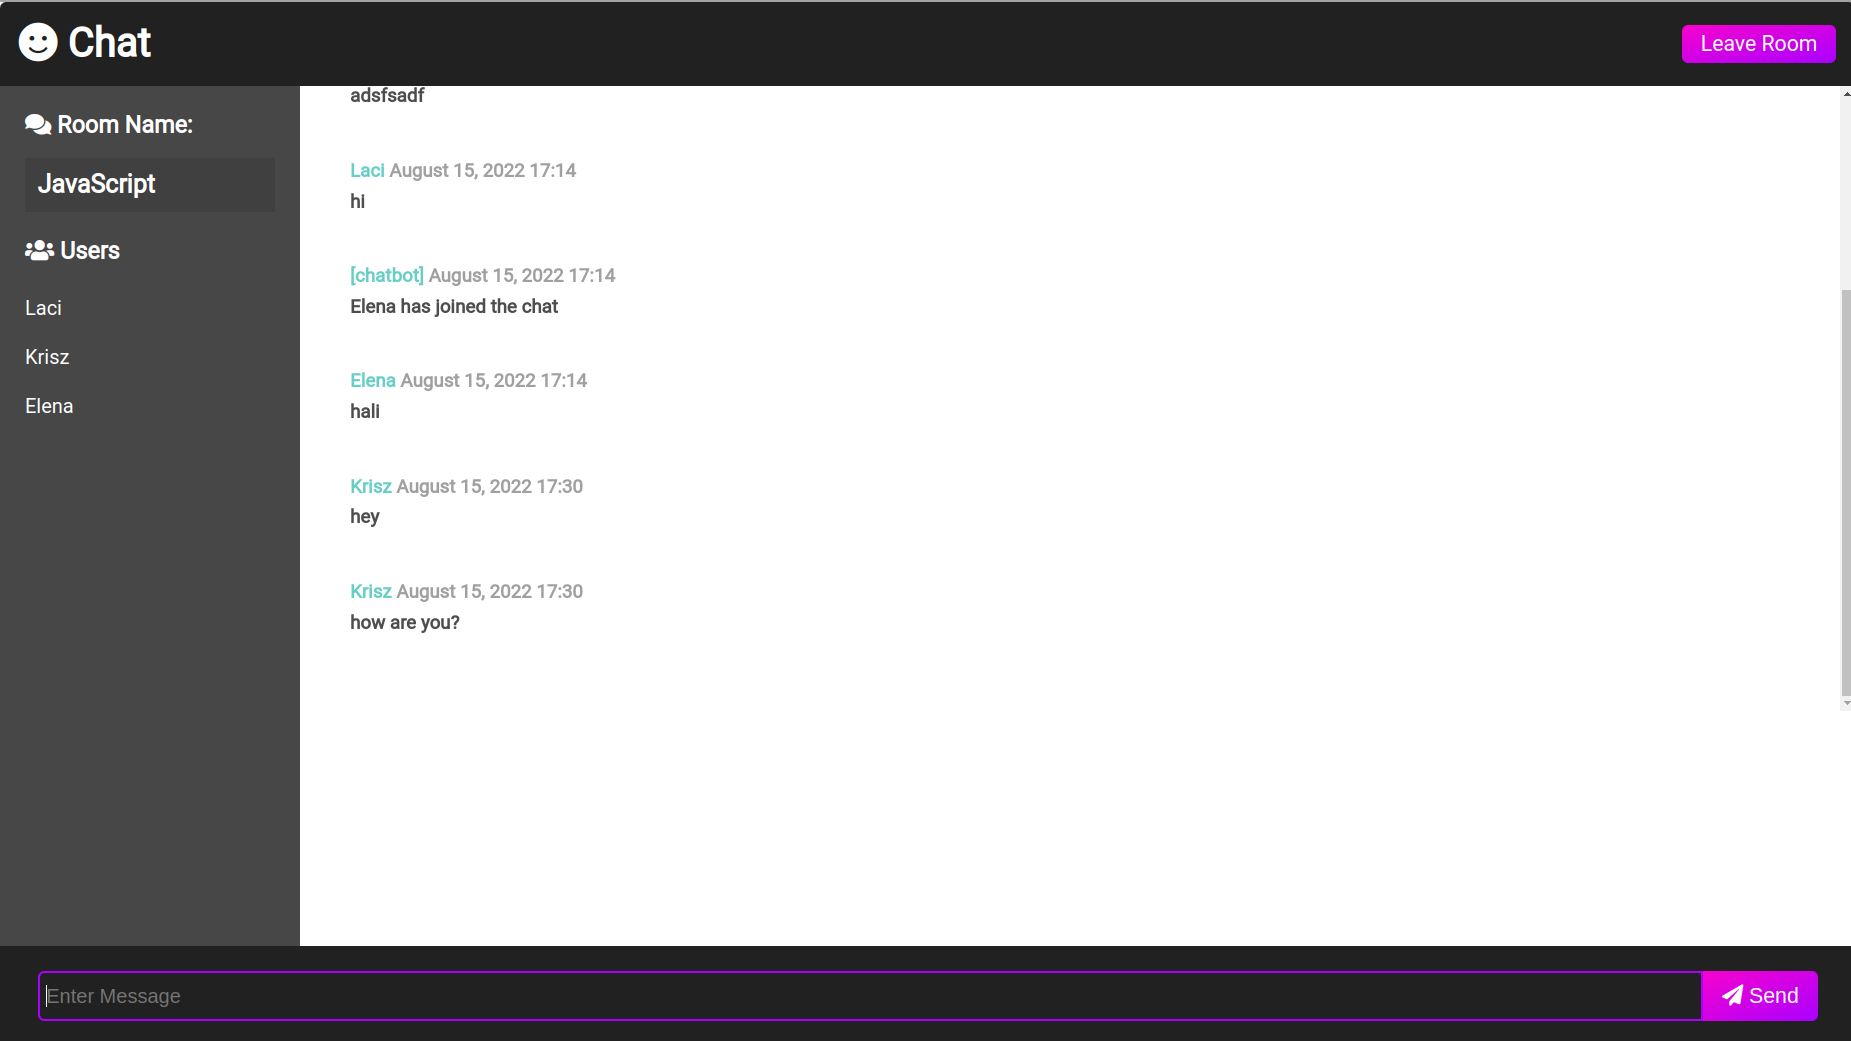 Chat
Leave Room
Room Name:
JavaScript
Users
Laci
Krisz
Elena
adsfsadf
Laci August 15, 2022 17:14
hi
[chatbot] August 15, 2022 17:14
Elena has joined the chat
Elena August 15, 2022 17:14
hali
Krisz August 15, 2022 17:30
hey
Krisz August 15, 2022 17:30
how are you?
Enter Message
Send